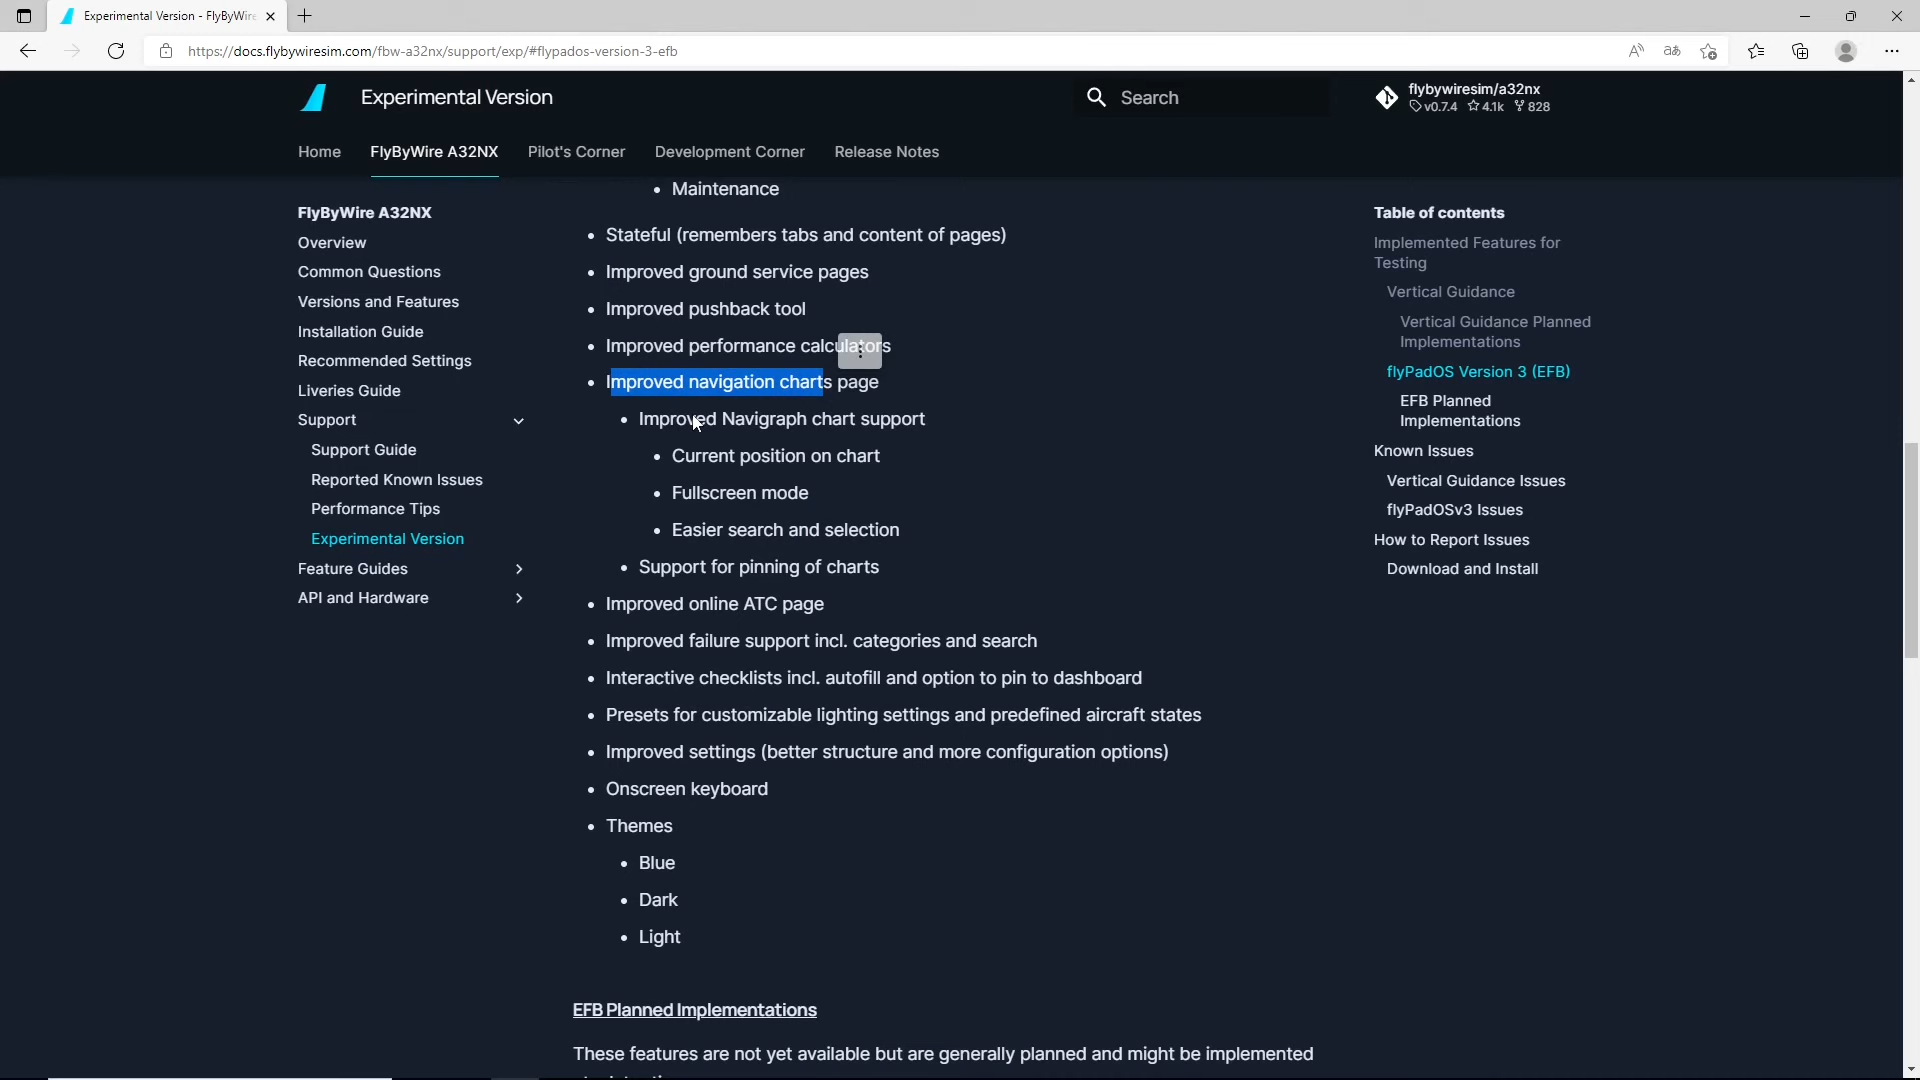 Experimental Version - FlyByWire
https://docs.flybywiresim.com/fbw-a32nx/support/exp/#flypados-version-3-efb
Experimental Version
Search
flybywiresim/a32nx
v0.7.4 4.1k 828
Home
FlyByWire A32NX
Pilot's Corner
Development Corner
Release Notes
FlyByWire A32NX
Overview
Common Questions
Versions and Features
Installation Guide
Recommended Settings
Liveries Guide
Support
Support Guide
Reported Known Issues
Performance Tips
Experimental Version
Feature Guides
API and Hardware
Maintenance
Stateful (remembers tabs and content of pages)
Improved ground service pages
Improved pushback tool
Improved performance calculators
Improved navigation charts page
Improved Navigraph chart support
Current position on chart
Fullscreen mode
Easier search and selection
Support for pinning of charts
Improved online ATC page
Improved failure support incl. categories and search
Interactive checklists incl. autofill and option to pin to dashboard
Presets for customizable lighting settings and predefined aircraft states
Improved settings (better structure and more configuration options)
Onscreen keyboard
Themes
Blue
Dark
Light
EFB Planned Implementations
These features are not yet available but are generally planned and might be implemented
Table of contents
Implemented Features for
Testing
Vertical Guidance
Vertical Guidance Planned
Implementations
flyPadOS Version 3 (EFB)
EFB Planned
Implementations
Known Issues
Vertical Guidance Issues
flyPadOSv3 Issues
How to Report Issues
Download and Install